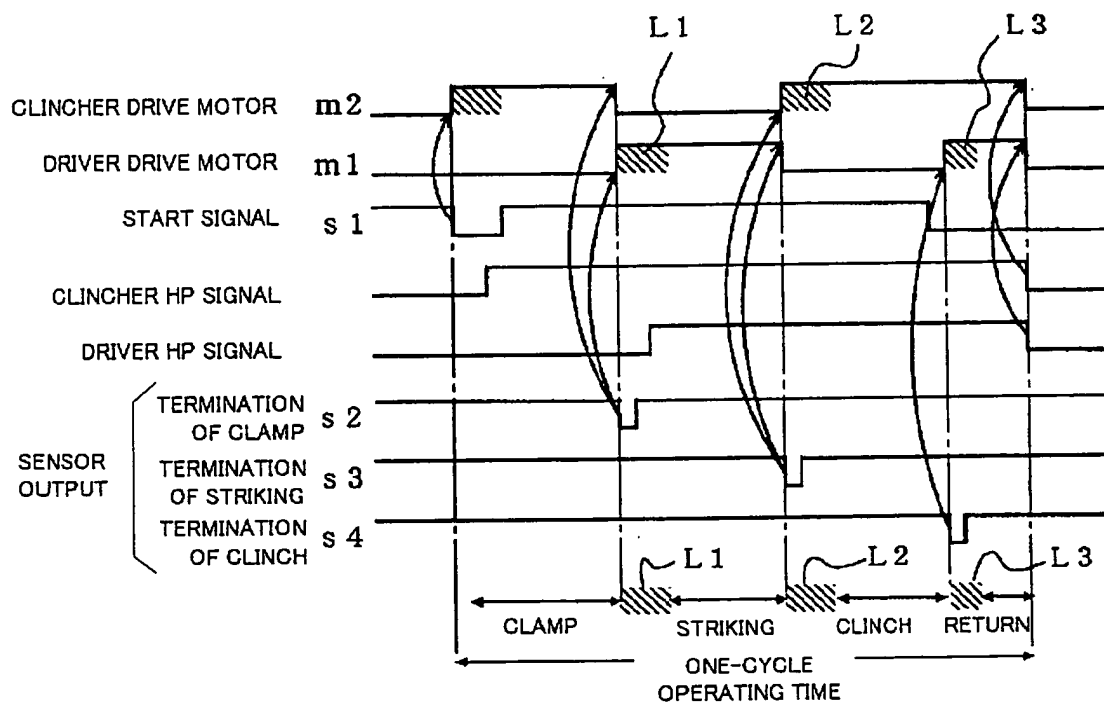 L1
L2
L3
CLINCHER DRIVE MOTOR m2
DRIVER DRIVE MOTOR m1
START SIGNAL s1
CLINCHER HP SIGNAL
DRIVER HP SIGNAL
SENSOR
OUTPUT
TERMINATION
OF CLAMP s2
TERMINATION
OF STRIKING s3
TERMINATION
OF CLINCH s4
L1
L2
L3
CLAMP STRIKING CLINCH RETURN
ONE-CYCLE
OPERATING TIME